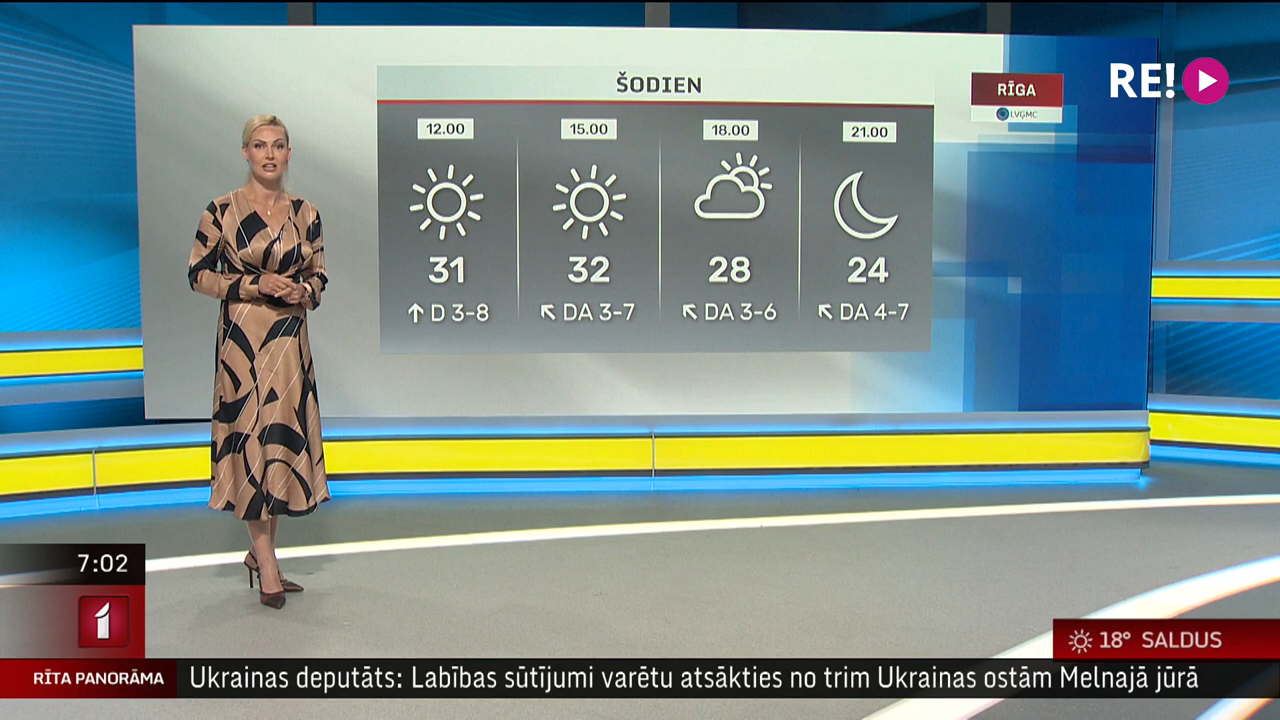 ŠODIEN
RĪGA
RE!
LVĢMC
12.00 15.00 18.00 21.00
31 32 28 24
D 3-8 DA 3-7 DA 3-6 DA 4-7
7:02
1
18° SALDUS
RĪTA PANORĀMA Ukrainas deputāts: Labības sūtījumi varētu atsākties no trim Ukrainas ostām Melnajā jūrā